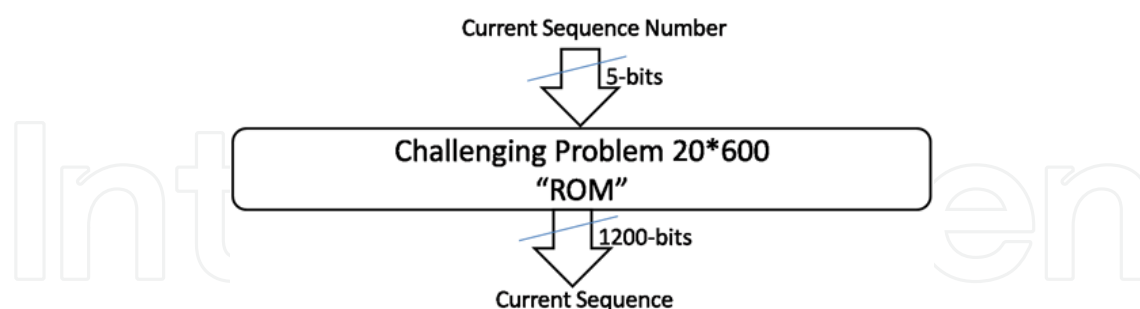 Current Sequence Number
5-bits
Challenging Problem 20*600
“ROM”
1200-bits
Current Sequence